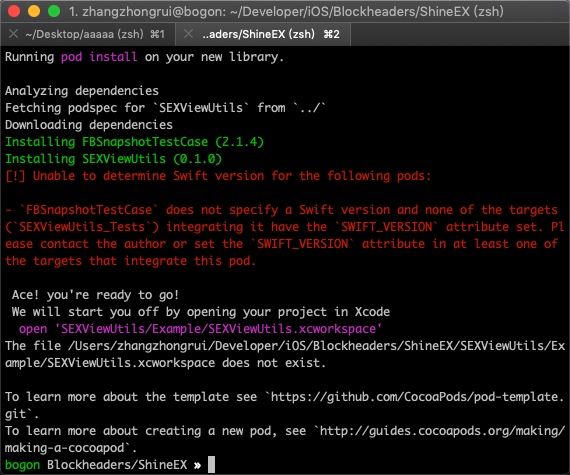 1. zhangzhongrui@bogon: ~/Developer/iOS/Blockheaders/ShineEX (zsh)
~/Desktop/aaaaa (zsh) ⌘1
..aders/ShineEX (zsh) ⌘2
Running pod install on your new library.
Analyzing dependencies
Fetching podspec for `SEXViewUtils` from `../`
Downloading dependencies
Installing FBSnapshotTestCase (2.1.4)
Installing SEXViewUtils (0.1.0)
[!] Unable to determine Swift version for the following pods:
- `FBSnapshotTestCase` does not specify a Swift version and none of the targets
(`SEXViewUtils_Tests`) integrating it have the `SWIFT_VERSION` attribute set. Pl
ease contact the author or set the `SWIFT_VERSION` attribute in at least one of
the targets that integrate this pod.
Ace! you're ready to go!
We will start you off by opening your project in Xcode
open 'SEXViewUtils/Example/SEXViewUtils.xcworkspace'
The file /Users/zhangzhongrui/Developer/iOS/Blockheaders/ShineEX/SEXViewUtils/Ex
ample/SEXViewUtils.xcworkspace does not exist.
To learn more about the template see `https://github.com/CocoaPods/pod-template.
git`.
To learn more about creating a new pod, see `http://guides.cocoapods.org/making/
making-a-cocoapod`.
bogon Blockheaders/ShineEX »